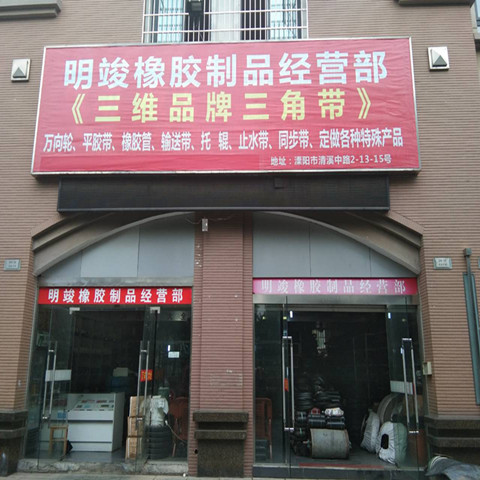 明竣橡胶制品经营部
《三维品牌三角带》
万向轮、平胶带、橡胶管、输送带、托 辊、止水带、同步带、定做各种特殊产品
地址：溧阳市清溪中路2-13-15号
明竣橡胶制品经营部
明竣橡胶制品经营部